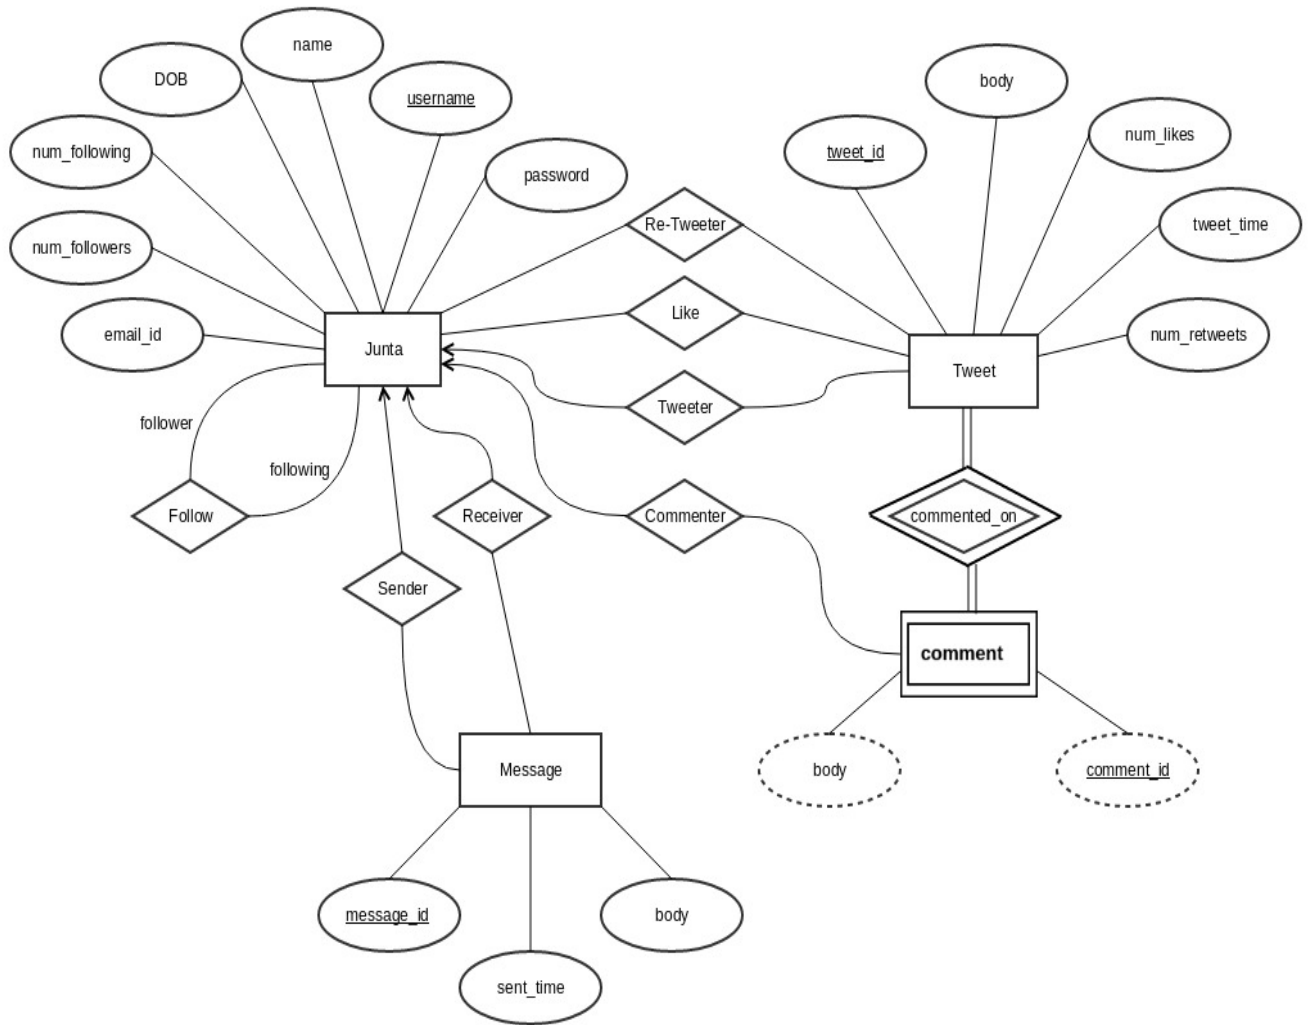 name
DOB
body
username
num_likes
num_following
tweet_id
password
Re-Tweeter
tweet_time
num_followers
Like
email_id
num_retweets
Junta
Tweet
Tweeter
follower
following
Follow
Receiver
Commenter
commented_on
Sender
comment
Message
body
comment_id
message_id
body
sent_time